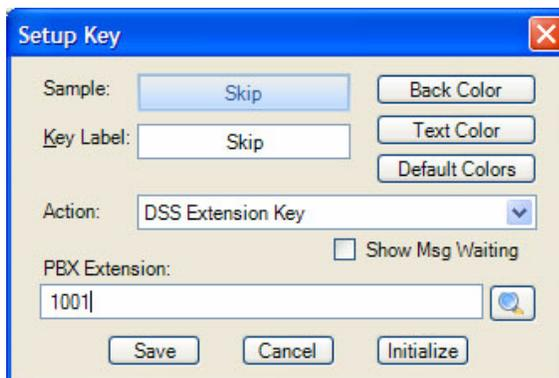 Setup Key
Sample: Skip Back Color
Key Label: Skip Text Color
Default Colors
Action: DSS Extension Key
Show Msg Waiting
PBX Extension:
1001
Save Cancel Initialize